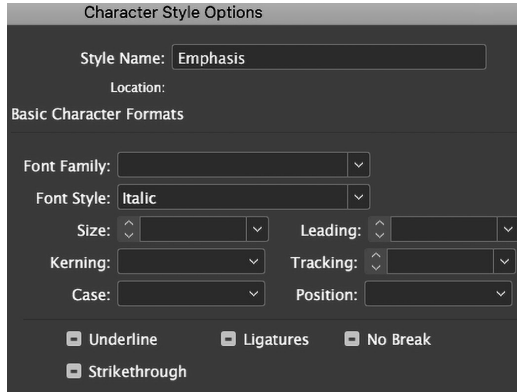 Character Style Options
Style Name: Emphasis
Location:
Basic Character Formats
Font Family:
Font Style: Italic
Size: Leading:
Kerning: Tracking:
Case: Position:
Underline Ligatures No Break
Strikethrough